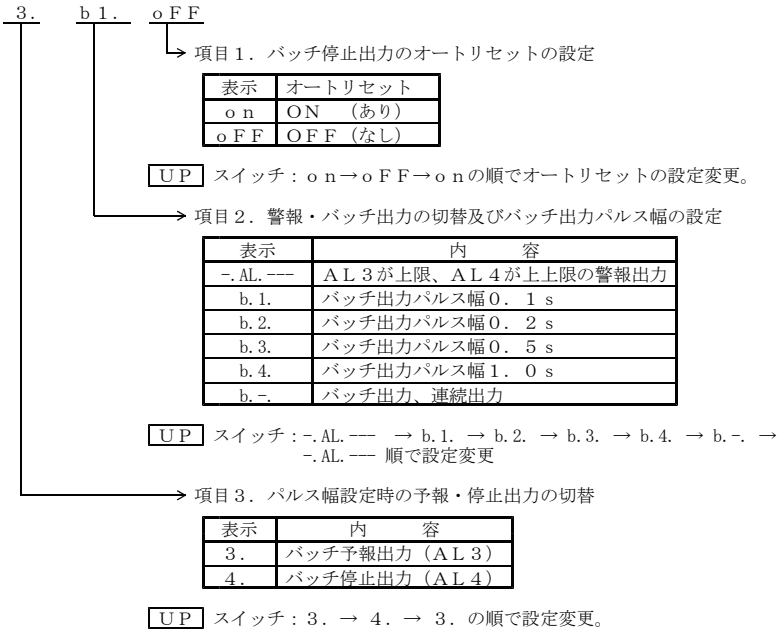 3. b1. oFF
項目1．バッチ停止出力のオートリセットの設定
表示 オートリセット
on ON （あり）
oFF OFF（なし）
UP スイッチ：on→oFF→onの順でオートリセットの設定変更。
項目2．警報・バッチ出力の切替及びバッチ出力パルス幅の設定
表示 内 容
-.AL.--- AL3が上限、AL4が上上限の警報出力
b.1. バッチ出力パルス幅0．1s
b.2. バッチ出力パルス幅0．2s
b.3. バッチ出力パルス幅0．5s
b.4. バッチ出力パルス幅1．0s
b.-. バッチ出力、連続出力
UP スイッチ：-.AL.--- → b.1. → b.2. → b.3. → b.4. → b.-. →
-.AL.--- 順で設定変更
項目3．パルス幅設定時の予報・停止出力の切替
表示 内 容
3． バッチ予報出力（AL3）
4． バッチ停止出力（AL4）
UP スイッチ：3．→ 4．→ 3．の順で設定変更。